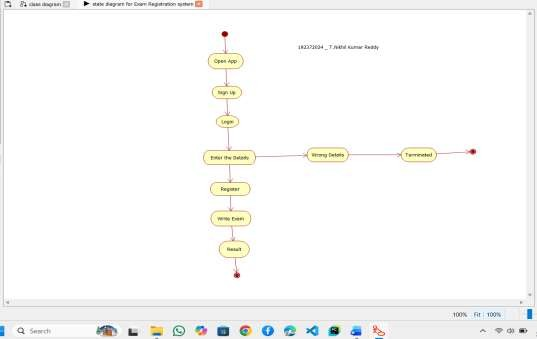 class diagram
state diagram for Exam Registration system
192372024 _ T.Nikhil Kumar Reddy
Open App
Sign Up
Login
Enter the Details
Wrong Details
Terminated
Register
Write Exam
Result
100% Fit 100%
Search